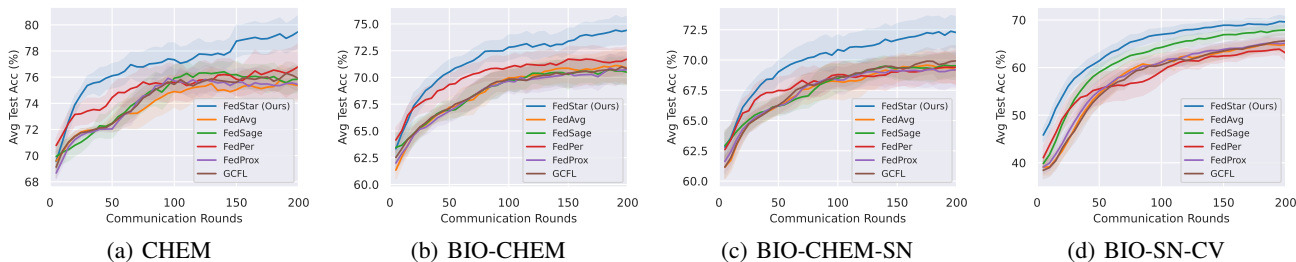 80
78
76
74
72
70
68
Avg Test Acc (%)
FedStar (Ours)
FedAvg
FedSage
FedPer
FedProx
GCFL
0 50 100 150 200
Communication Rounds
(a) CHEM
75.0
72.5
70.0
67.5
65.0
62.5
60.0
Avg Test Acc (%)
FedStar (Ours)
FedAvg
FedSage
FedPer
FedProx
GCFL
0 50 100 150 200
Communication Rounds
(b) BIO-CHEM
72.5
70.0
67.5
65.0
62.5
60.0
Avg Test Acc (%)
FedStar (Ours)
FedAvg
FedSage
FedPer
FedProx
GCFL
0 50 100 150 200
Communication Rounds
(c) BIO-CHEM-SN
70
60
50
40
Avg Test Acc (%)
FedStar (Ours)
FedAvg
FedSage
FedPer
FedProx
GCFL
0 50 100 150 200
Communication Rounds
(d) BIO-SN-CV